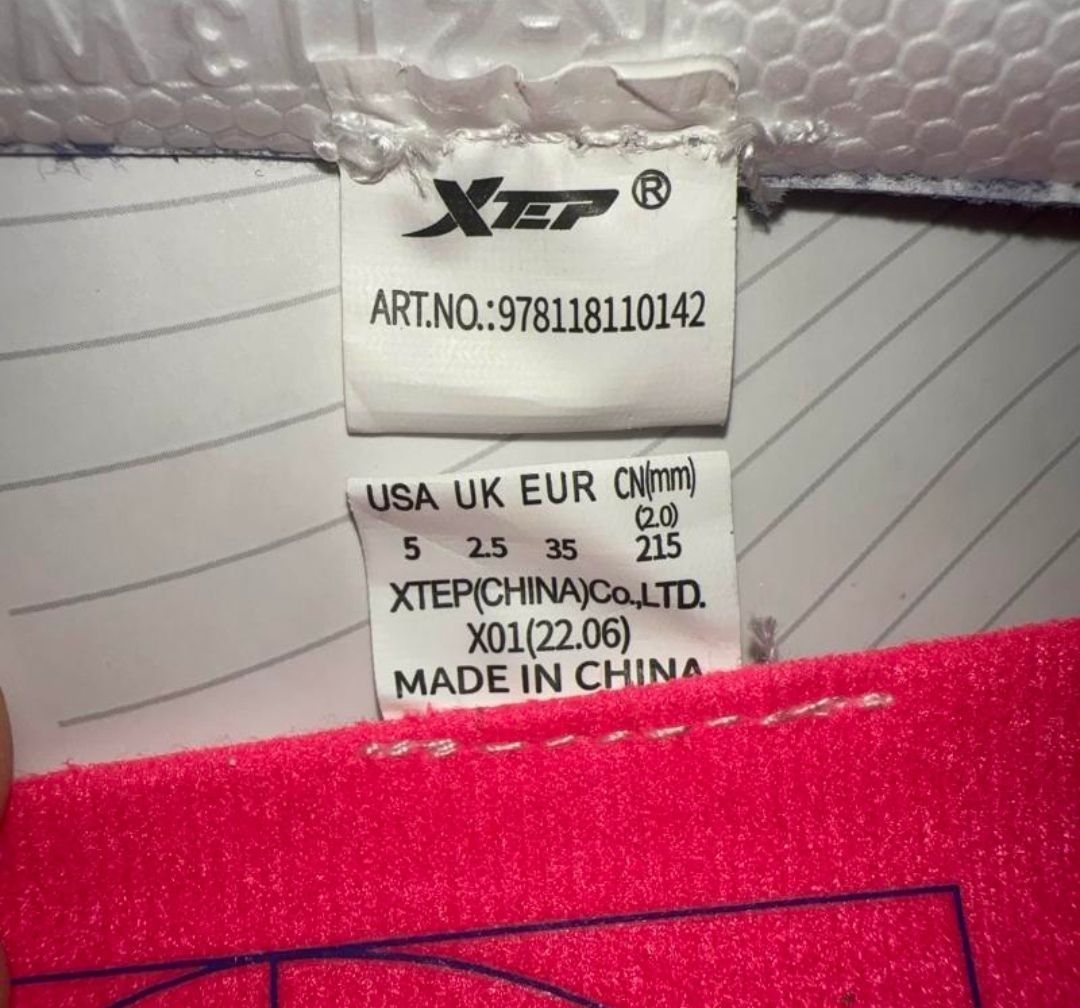 XTEP®
ART.NO.:978118110142
USA UK EUR CN(mm)
(2.0)
5 2.5 35 215
XTEP(CHINA)Co.,LTD.
X01(22.06)
MADE IN CHINA